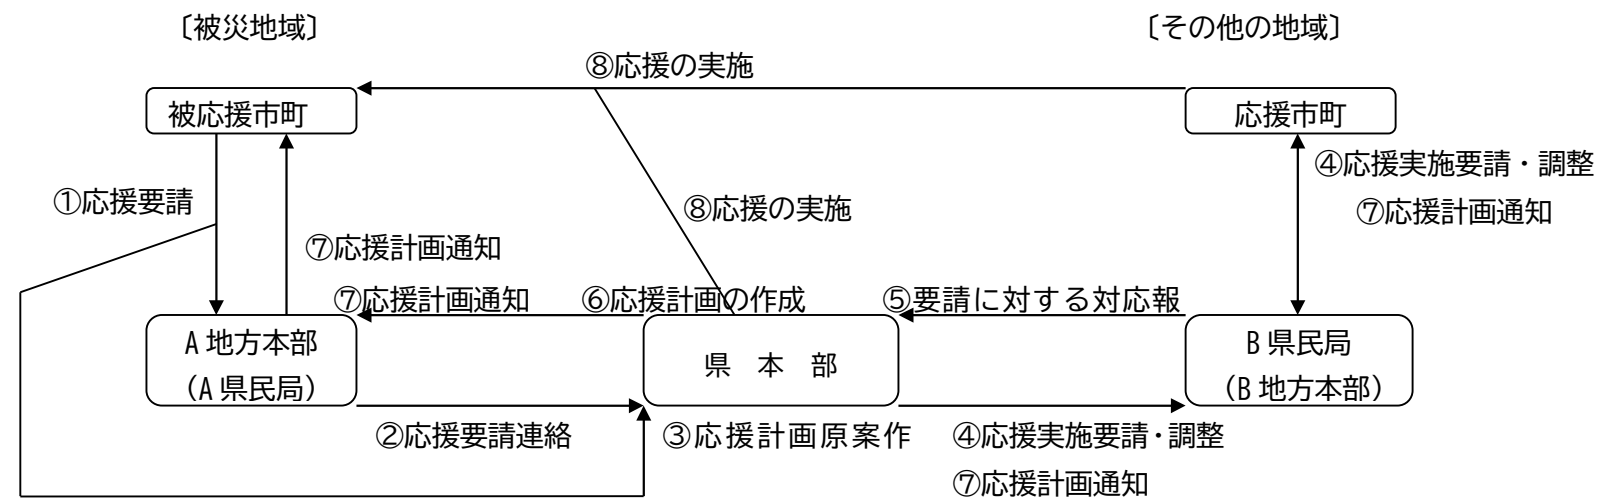 〔被災地域〕
〔その他の地域〕
⑧応援の実施
被応援市町
応援市町
④応援実施要請・調整
①応援要請
⑧応援の実施
⑦応援計画通知
⑦応援計画通知
⑦応援計画通知
⑥応援計画の作成
⑤要請に対する対応報
A 地方本部
（A 県民局）
県 本 部
B 県民局
（B 地方本部）
②応援要請連絡
③応援計画原案作
④応援実施要請・調整
⑦応援計画通知